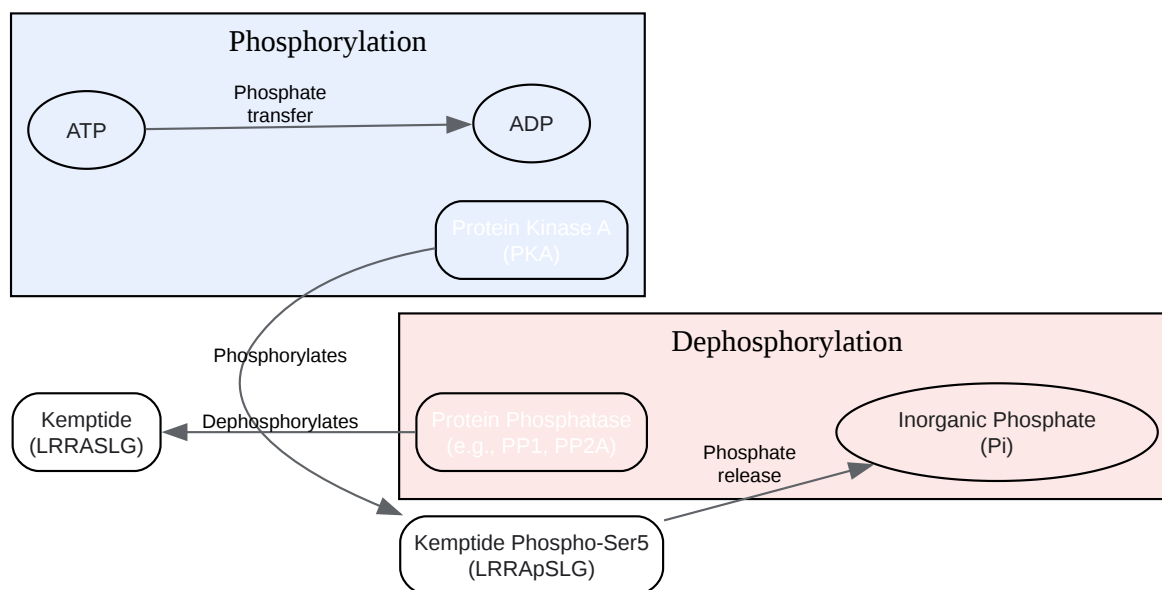 Phosphorylation
Phosphate
transfer
ATP
ADP
Protein Kinase A
(PKA)
Phosphorylates
Dephosphorylation
Kemptide
(LRRASLG)
Dephosphorylates
Protein Phosphatase
(e.g., PP1, PP2A)
Inorganic Phosphate
(Pi)
Phosphate
release
Kemptide Phospho-Ser5
(LRRApSLG)